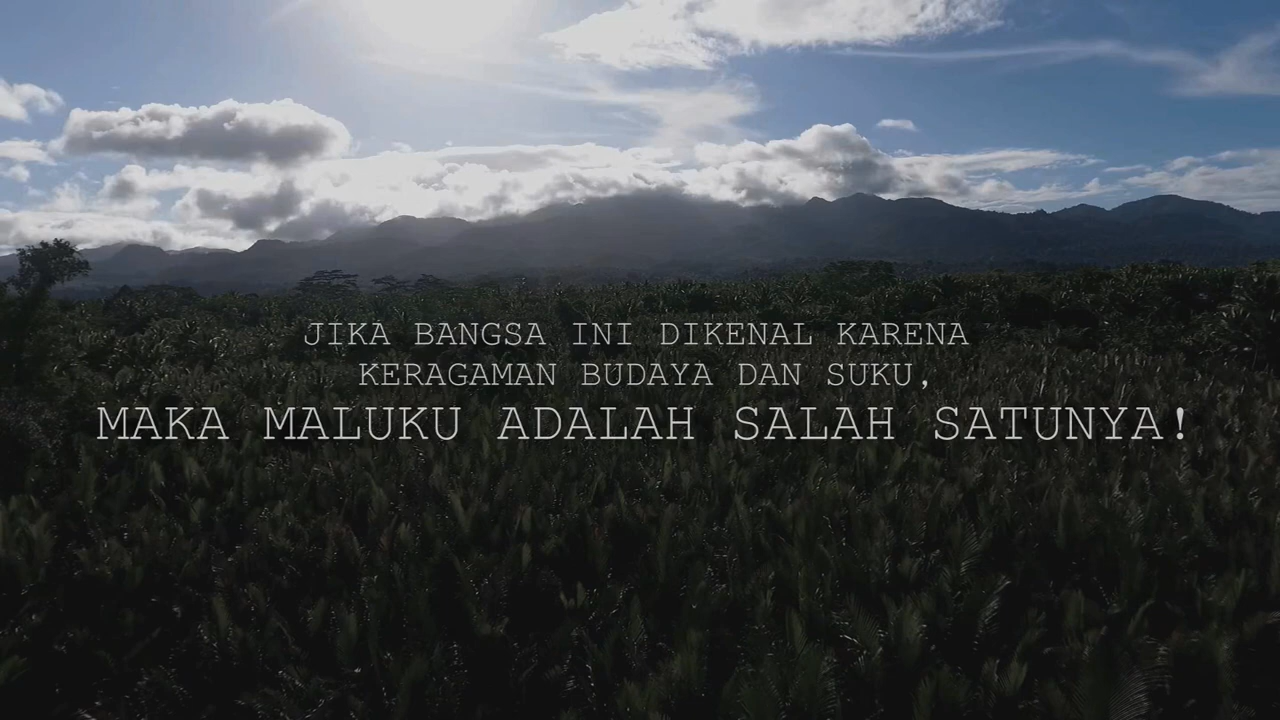 JIKA BANGSA INI DIKENAL KARENA
KERAGAMAN BUDAYA DAN SUKU,
MAKA MALUKU ADALAH SALAH SATUNYA!